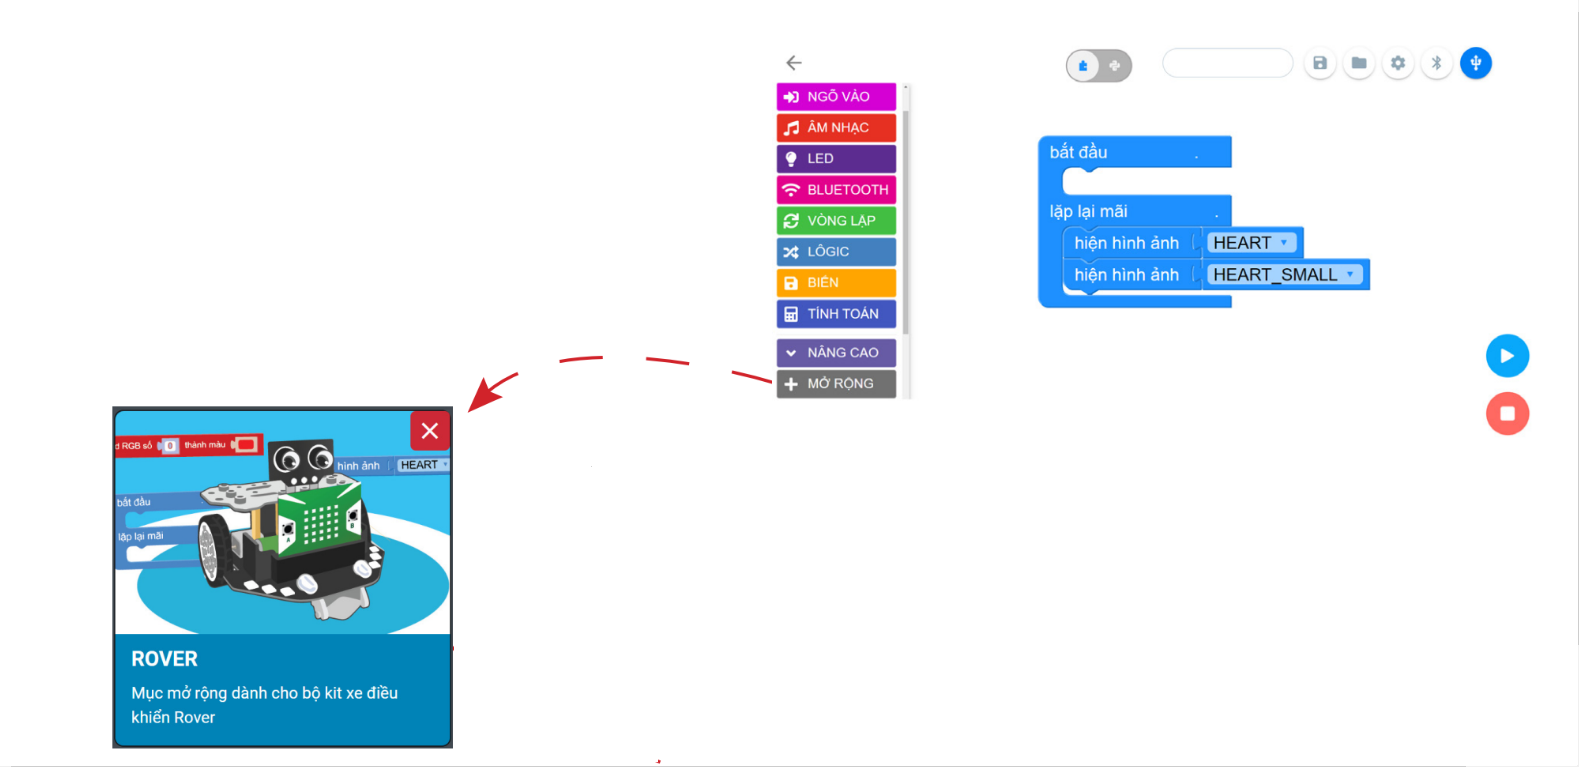 NGÕ VÀO
ÂM NHẠC
LED
BLUETOOTH
VÒNG LẶP
LÔGIC
BIẾN
TÍNH TOÁN
NÂNG CAO
MỞ RỘNG
bắt đầu
lặp lại mãi
hiện hình ảnh HEART
hiện hình ảnh HEART_SMALL
d RGB số 0 thành màu
hình ảnh HEART
bắt đầu
lặp lại mãi
A
B
ROVER
Mục mở rộng dành cho bộ kit xe điều
khiển Rover